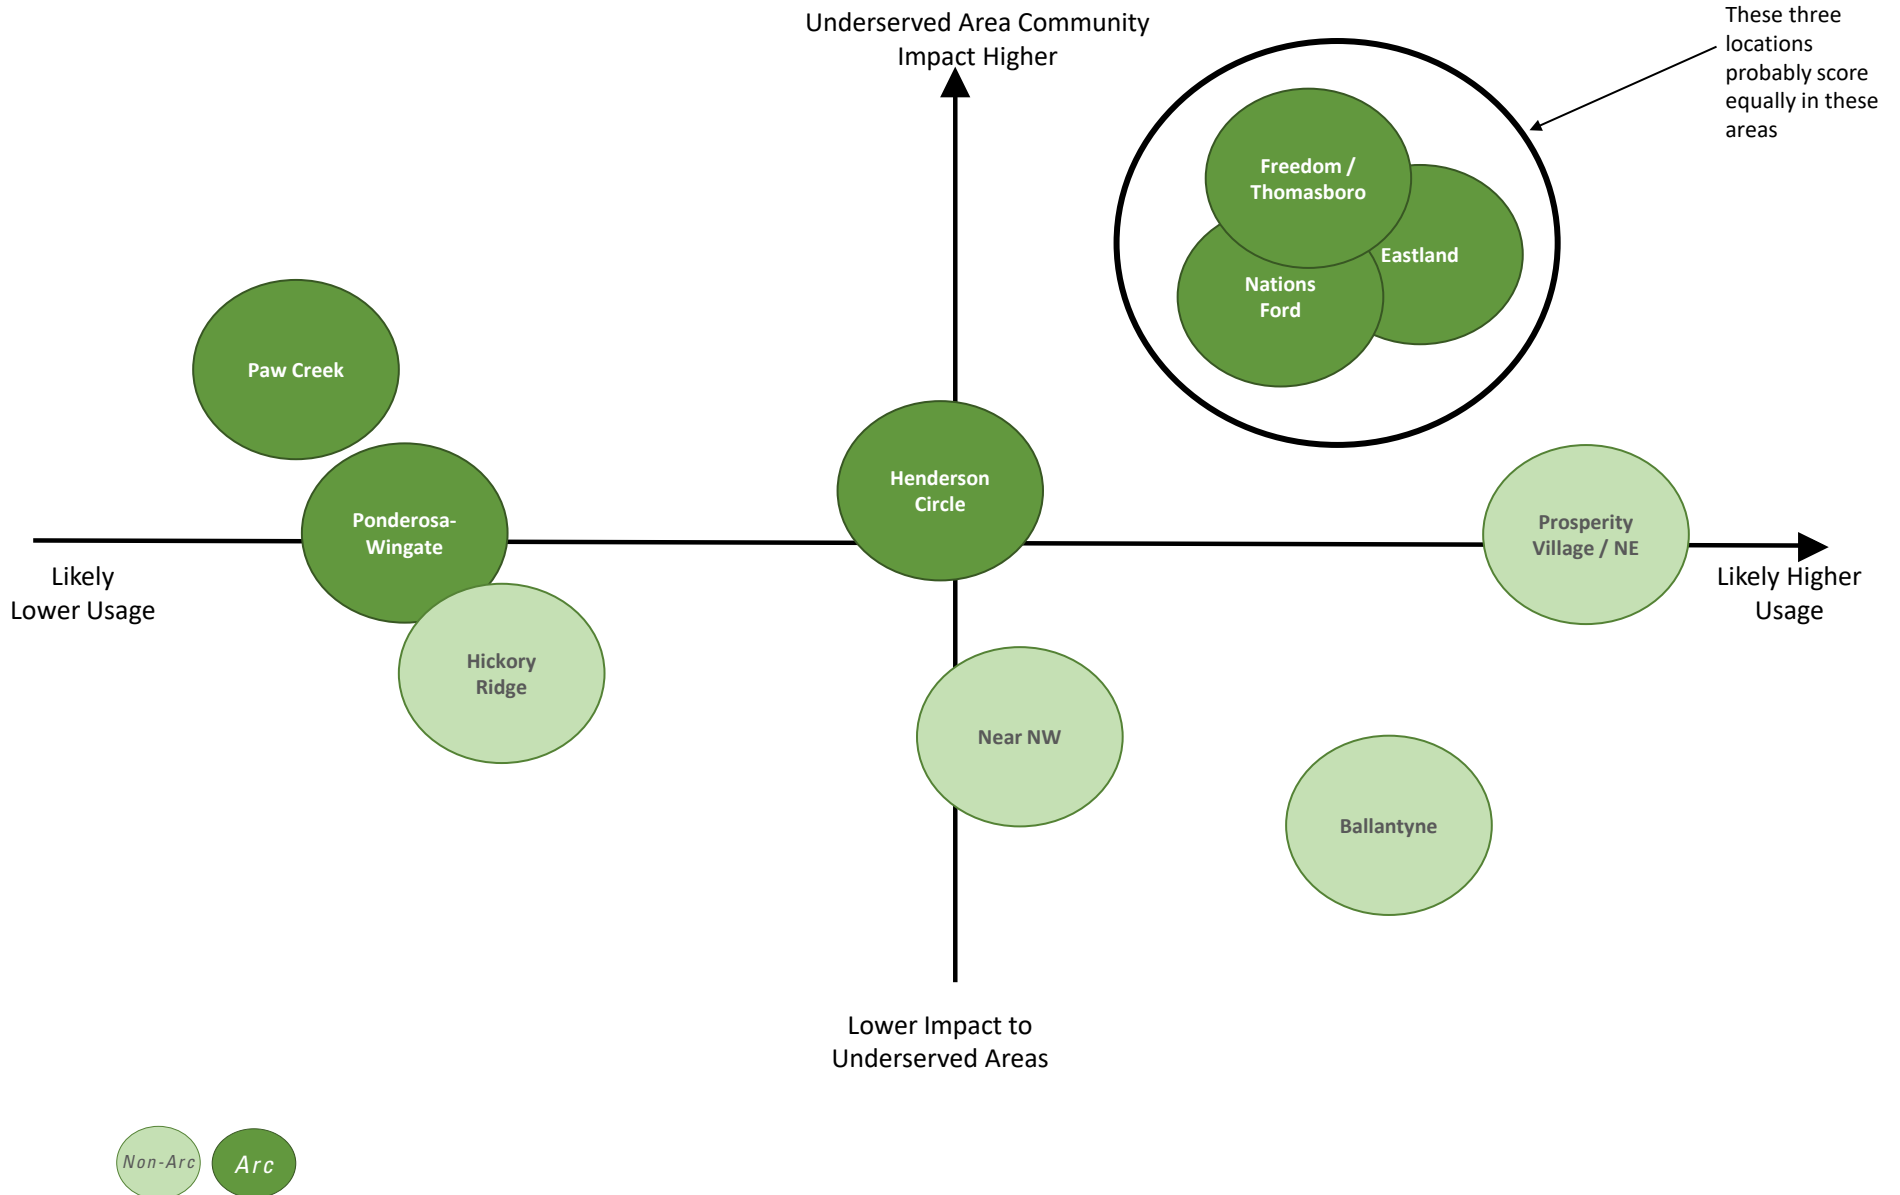 Underserved Area Community
Impact Higher
These three
locations
probably score
equally in these
areas
Freedom /
Thomasboro
Eastland
Nations
Ford
Paw Creek
Henderson
Circle
Ponderosa-
Wingate
Prosperity
Village / NE
Likely
Lower Usage
Likely Higher
Usage
Hickory
Ridge
Near NW
Ballantyne
Lower Impact to
Underserved Areas
Non-Arc
Arc